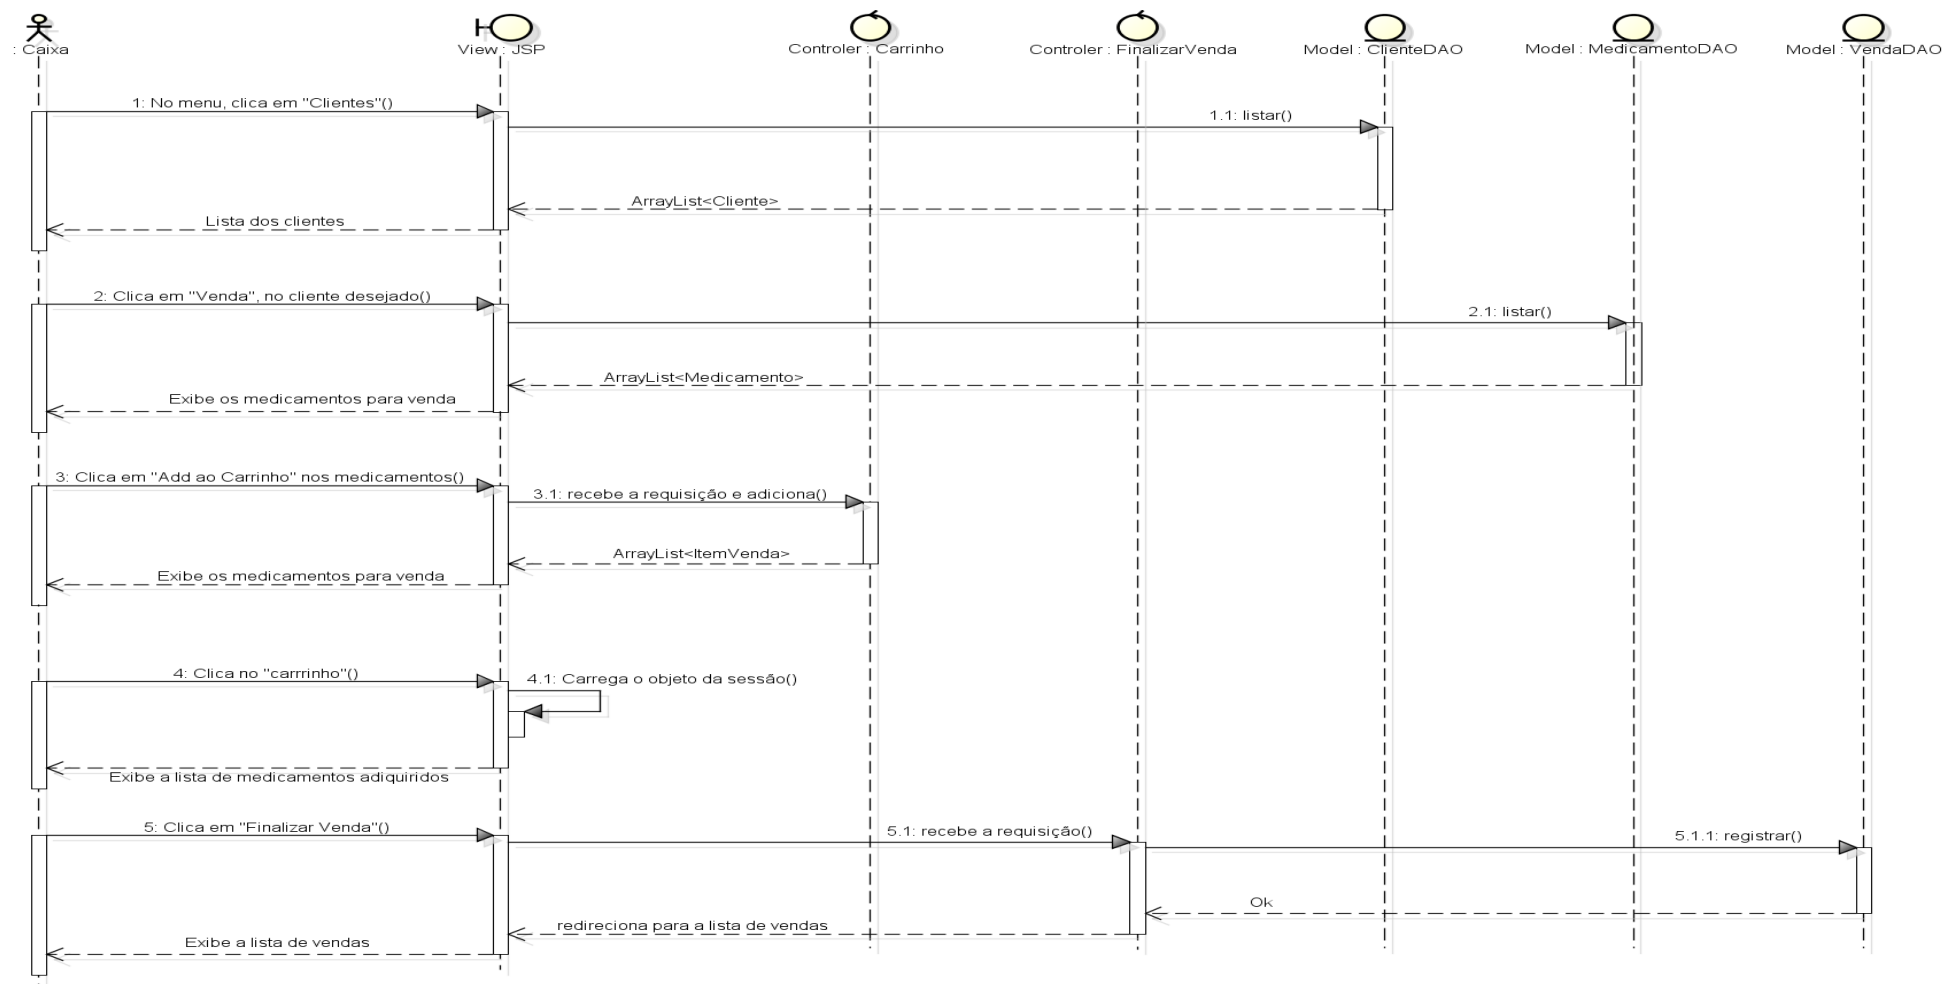 : Caixa
View : JSP
Controler : Carrinho
Controler : FinalizarVenda
Model : ClienteDAO
Model : MedicamentoDAO
Model : VendaDAO
1: No menu, clica em "Clientes"()
1.1: listar()
ArrayList<Cliente>
Lista dos clientes
2: Clica em "Venda", no cliente desejado()
2.1: listar()
ArrayList<Medicamento>
Exibe os medicamentos para venda
3: Clica em "Add ao Carrinho" nos medicamentos()
3.1: recebe a requisição e adiciona()
ArrayList<ItemVenda>
Exibe os medicamentos para venda
4: Clica no "carrrinho"()
4.1: Carrega o objeto da sessão()
Exibe a lista de medicamentos adiquiridos
5: Clica em "Finalizar Venda"()
5.1: recebe a requisição()
5.1.1: registrar()
Ok
redireciona para a lista de vendas
Exibe a lista de vendas